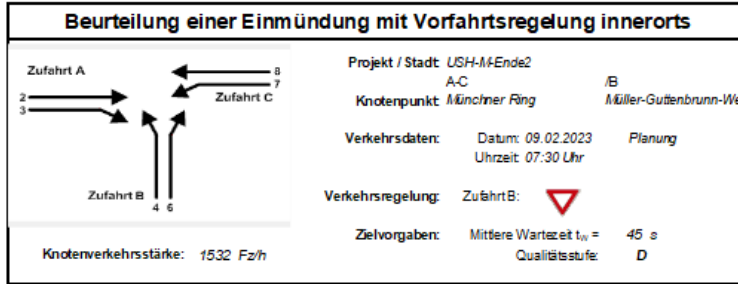 Beurteilung einer Einmündung mit Vorfahrtsregelung innerorts
Zufahrt A
8
7
2
3
Zufahrt C
Zufahrt B
4 6
Knotenverkehrsstärke: 1532 Fz/h
Projekt / Stadt: USH-M-Ende2
A-C /B
Knotenpunkt: Münchner Ring Müller-Guttenbrunn-We
Verkehrsdaten: Datum: 09.02.2023 Planung
Uhrzeit: 07:30 Uhr
Verkehrsregelung: Zufahrt B:
Zielvorgaben: Mittlere Wartezeit tW = 45 s
Qualitätsstufe: D